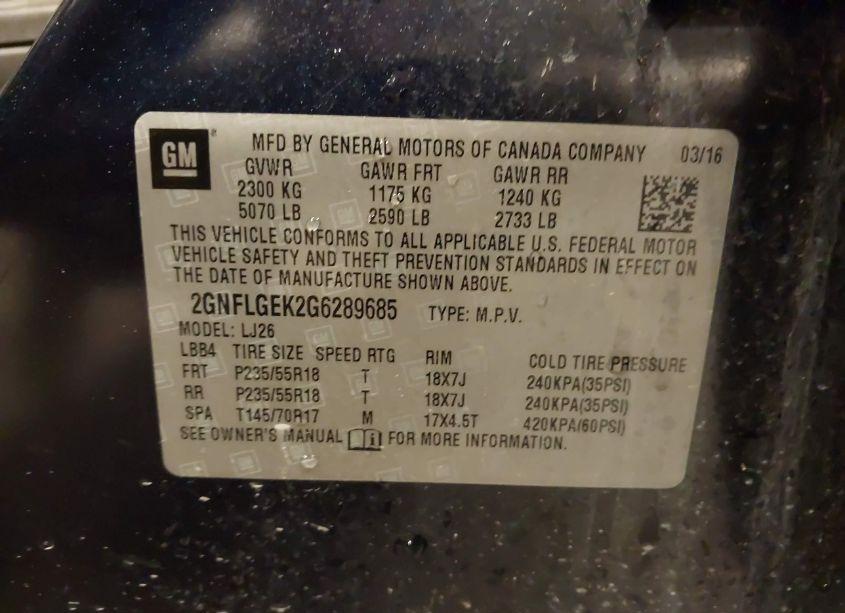 GM ® MFD BY GENERAL MOTORS OF CANADA COMPANY 03/16
GVWR GAWR FRT GAWR RR
2300 KG 1175 KG 1240 KG
5070 LB 2590 LB 2733 LB
THIS VEHICLE CONFORMS TO ALL APPLICABLE U.S. FEDERAL MOTOR
VEHICLE SAFETY AND THEFT PREVENTION STANDARDS IN EFFECT ON
THE DATE OF MANUFACTURE SHOWN ABOVE.
2GNFLGEK2G6289685 TYPE: M.P.V.
MODEL: LJ26
LBB4 TIRE SIZE SPEED RTG RIM COLD TIRE PRESSURE
FRT P235/55R18 T 18X7J 240KPA(35PSI)
RR P235/55R18 T 18X7J 240KPA(35PSI)
SPA T145/70R17 M 17X4.5T 420KPA(60PSI)
SEE OWNER'S MANUAL i FOR MORE INFORMATION.